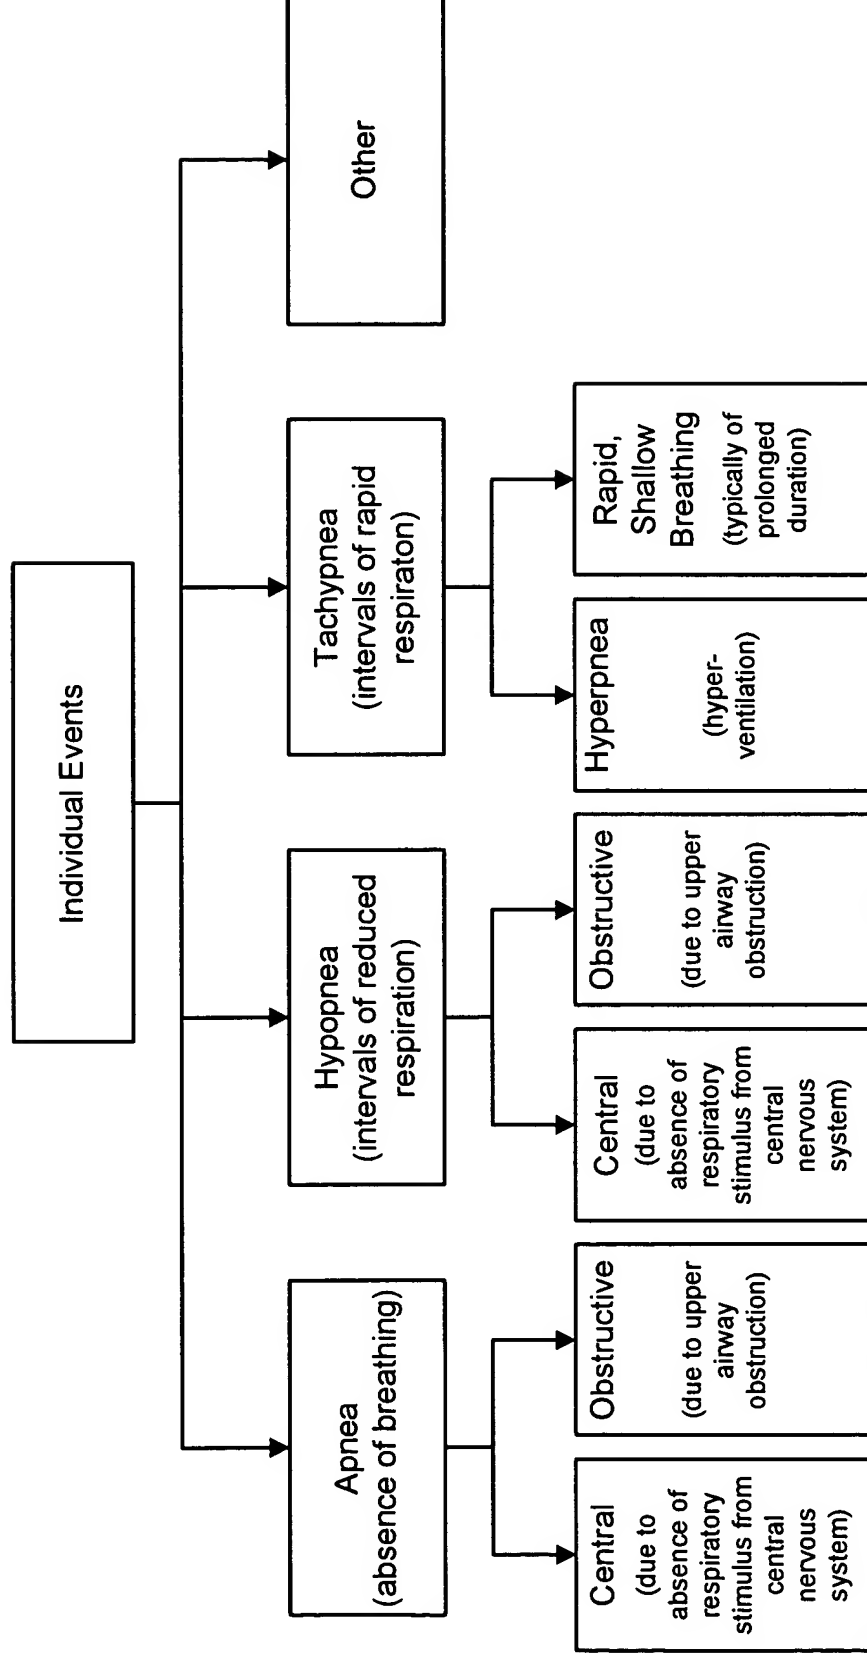 Individual Events
Apnea
(absence of breathing)
Hypopnea
(intervals of reduced
respiration)
Tachypnea
(intervals of rapid
respiraton)
Other
Central
(due to
absence of
respiratory
stimulus from
central
nervous
system)
Obstructive
(due to upper
airway
obstruction)
Central
(due to
absence of
respiratory
stimulus from
central
nervous
system)
Obstructive
(due to upper
airway
obstruction)
Hyperpnea
(hyper-
ventilation)
Rapid,
Shallow
Breathing
(typically of
prolonged
duration)